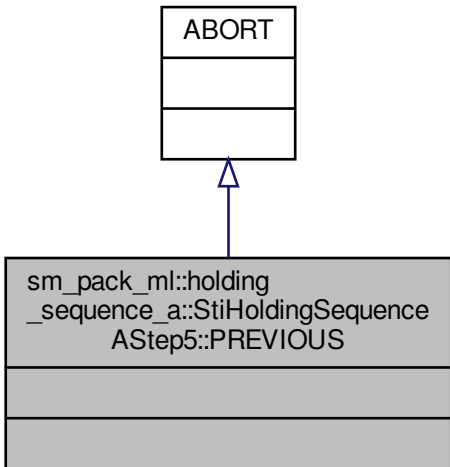 ABORT
sm_pack_ml::holding
_sequence_a::StiHoldingSequence
AStep5::PREVIOUS